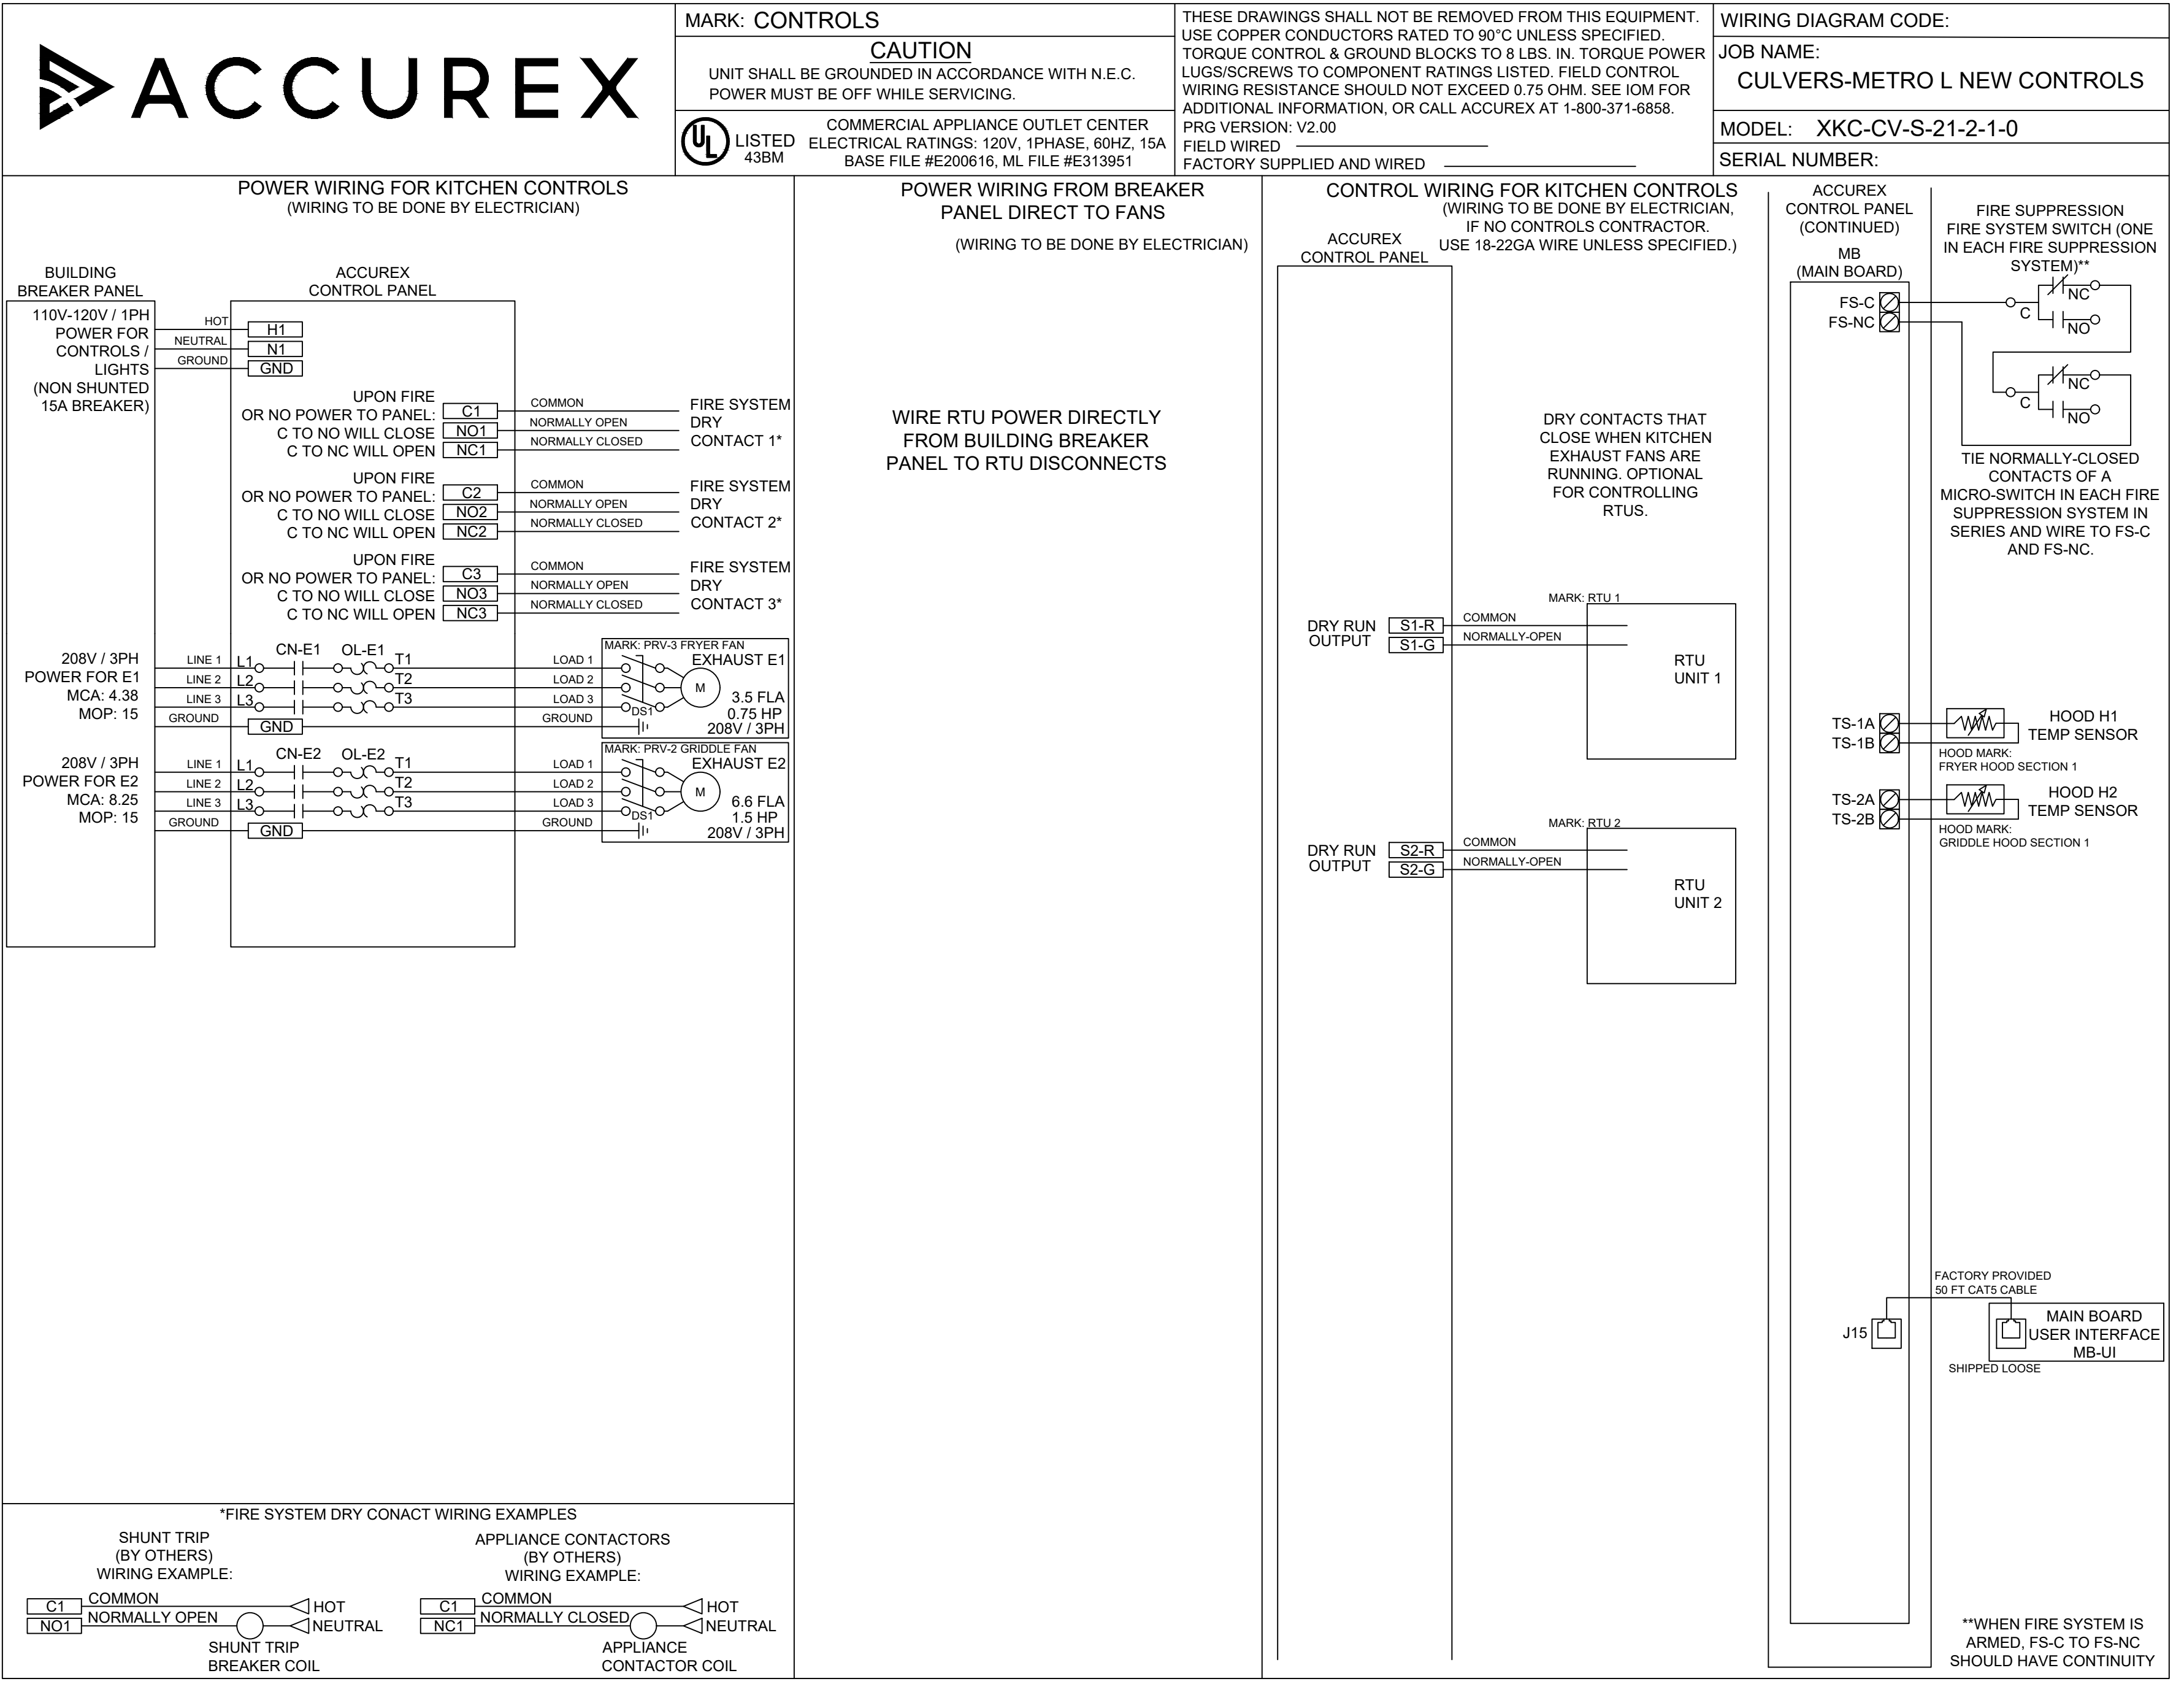 ACCUREX
MARK: CONTROLS
CAUTION
UNIT SHALL BE GROUNDED IN ACCORDANCE WITH N.E.C.
POWER MUST BE OFF WHILE SERVICING.
UL
LISTED
43BM
COMMERCIAL APPLIANCE OUTLET CENTER
ELECTRICAL RATINGS: 120V, 1PHASE, 60HZ, 15A
BASE FILE #E200616, ML FILE #E313951
THESE DRAWINGS SHALL NOT BE REMOVED FROM THIS EQUIPMENT.
USE COPPER CONDUCTORS RATED TO 90°C UNLESS SPECIFIED.
TORQUE CONTROL & GROUND BLOCKS TO 8 LBS. IN. TORQUE POWER
LUGS/SCREWS TO COMPONENT RATINGS LISTED. FIELD CONTROL
WIRING RESISTANCE SHOULD NOT EXCEED 0.75 OHM. SEE IOM FOR
ADDITIONAL INFORMATION, OR CALL ACCUREX AT 1-800-371-6858.
PRG VERSION: V2.00
FIELD WIRED
FACTORY SUPPLIED AND WIRED
WIRING DIAGRAM CODE:
JOB NAME:
CULVERS-METRO L NEW CONTROLS
MODEL: XKC-CV-S-21-2-1-0
SERIAL NUMBER:
POWER WIRING FOR KITCHEN CONTROLS
(WIRING TO BE DONE BY ELECTRICIAN)
BUILDING
BREAKER PANEL
ACCUREX
CONTROL PANEL
110V-120V / 1PH
POWER FOR
CONTROLS /
LIGHTS
(NON SHUNTED
15A BREAKER)
HOT
H1
NEUTRAL
N1
GROUND
GND
UPON FIRE
OR NO POWER TO PANEL:
C TO NO WILL CLOSE
C TO NC WILL OPEN
C1
NO1
NC1
COMMON
NORMALLY OPEN
NORMALLY CLOSED
FIRE SYSTEM
DRY
CONTACT 1*
UPON FIRE
OR NO POWER TO PANEL:
C TO NO WILL CLOSE
C TO NC WILL OPEN
C2
NO2
NC2
COMMON
NORMALLY OPEN
NORMALLY CLOSED
FIRE SYSTEM
DRY
CONTACT 2*
UPON FIRE
OR NO POWER TO PANEL:
C TO NO WILL CLOSE
C TO NC WILL OPEN
C3
NO3
NC3
COMMON
NORMALLY OPEN
NORMALLY CLOSED
FIRE SYSTEM
DRY
CONTACT 3*
208V / 3PH
POWER FOR E1
MCA: 4.38
MOP: 15
LINE 1
LINE 2
LINE 3
GROUND
L1
L2
L3
GND
CN-E1
OL-E1
T1
T2
T3
LOAD 1
LOAD 2
LOAD 3
GROUND
MARK: PRV-3 FRYER FAN
EXHAUST E1
M
DS1
3.5 FLA
0.75 HP
208V / 3PH
208V / 3PH
POWER FOR E2
MCA: 8.25
MOP: 15
LINE 1
LINE 2
LINE 3
GROUND
L1
L2
L3
GND
CN-E2
OL-E2
T1
T2
T3
LOAD 1
LOAD 2
LOAD 3
GROUND
MARK: PRV-2 GRIDDLE FAN
EXHAUST E2
M
DS1
6.6 FLA
1.5 HP
208V / 3PH
*FIRE SYSTEM DRY CONACT WIRING EXAMPLES
SHUNT TRIP
(BY OTHERS)
WIRING EXAMPLE:
C1
NO1
COMMON
NORMALLY OPEN
HOT
NEUTRAL
SHUNT TRIP
BREAKER COIL
APPLIANCE CONTACTORS
(BY OTHERS)
WIRING EXAMPLE:
C1
NC1
COMMON
NORMALLY CLOSED
HOT
NEUTRAL
APPLIANCE
CONTACTOR COIL
POWER WIRING FROM BREAKER
PANEL DIRECT TO FANS
(WIRING TO BE DONE BY ELECTRICIAN)
WIRE RTU POWER DIRECTLY
FROM BUILDING BREAKER
PANEL TO RTU DISCONNECTS
CONTROL WIRING FOR KITCHEN CONTROLS
(WIRING TO BE DONE BY ELECTRICIAN,
IF NO CONTROLS CONTRACTOR.
USE 18-22GA WIRE UNLESS SPECIFIED.)
ACCUREX
CONTROL PANEL
DRY CONTACTS THAT
CLOSE WHEN KITCHEN
EXHAUST FANS ARE
RUNNING. OPTIONAL
FOR CONTROLLING
RTUS.
MARK: RTU 1
DRY RUN
OUTPUT
S1-R
S1-G
COMMON
NORMALLY-OPEN
RTU
UNIT 1
MARK: RTU 2
DRY RUN
OUTPUT
S2-R
S2-G
COMMON
NORMALLY-OPEN
RTU
UNIT 2
ACCUREX
CONTROL PANEL
(CONTINUED)
MB
(MAIN BOARD)
FS-C
FS-NC
FIRE SUPPRESSION
FIRE SYSTEM SWITCH (ONE
IN EACH FIRE SUPPRESSION
SYSTEM)**
C
NC
NO
C
NC
NO
TIE NORMALLY-CLOSED
CONTACTS OF A
MICRO-SWITCH IN EACH FIRE
SUPPRESSION SYSTEM IN
SERIES AND WIRE TO FS-C
AND FS-NC.
TS-1A
TS-1B
HOOD H1
TEMP SENSOR
HOOD MARK:
FRYER HOOD SECTION 1
TS-2A
TS-2B
HOOD H2
TEMP SENSOR
HOOD MARK:
GRIDDLE HOOD SECTION 1
FACTORY PROVIDED
50 FT CAT5 CABLE
J15
MAIN BOARD
USER INTERFACE
MB-UI
SHIPPED LOOSE
**WHEN FIRE SYSTEM IS
ARMED, FS-C TO FS-NC
SHOULD HAVE CONTINUITY